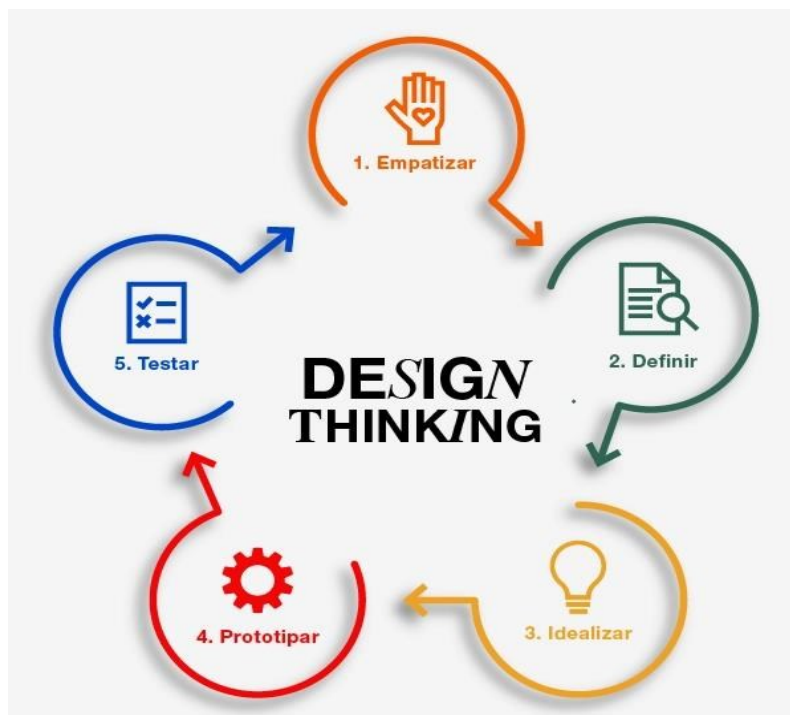 1. Empatizar
2. Definir
3. Idealizar
4. Prototipar
5. Testar
DESIGN
THINKING